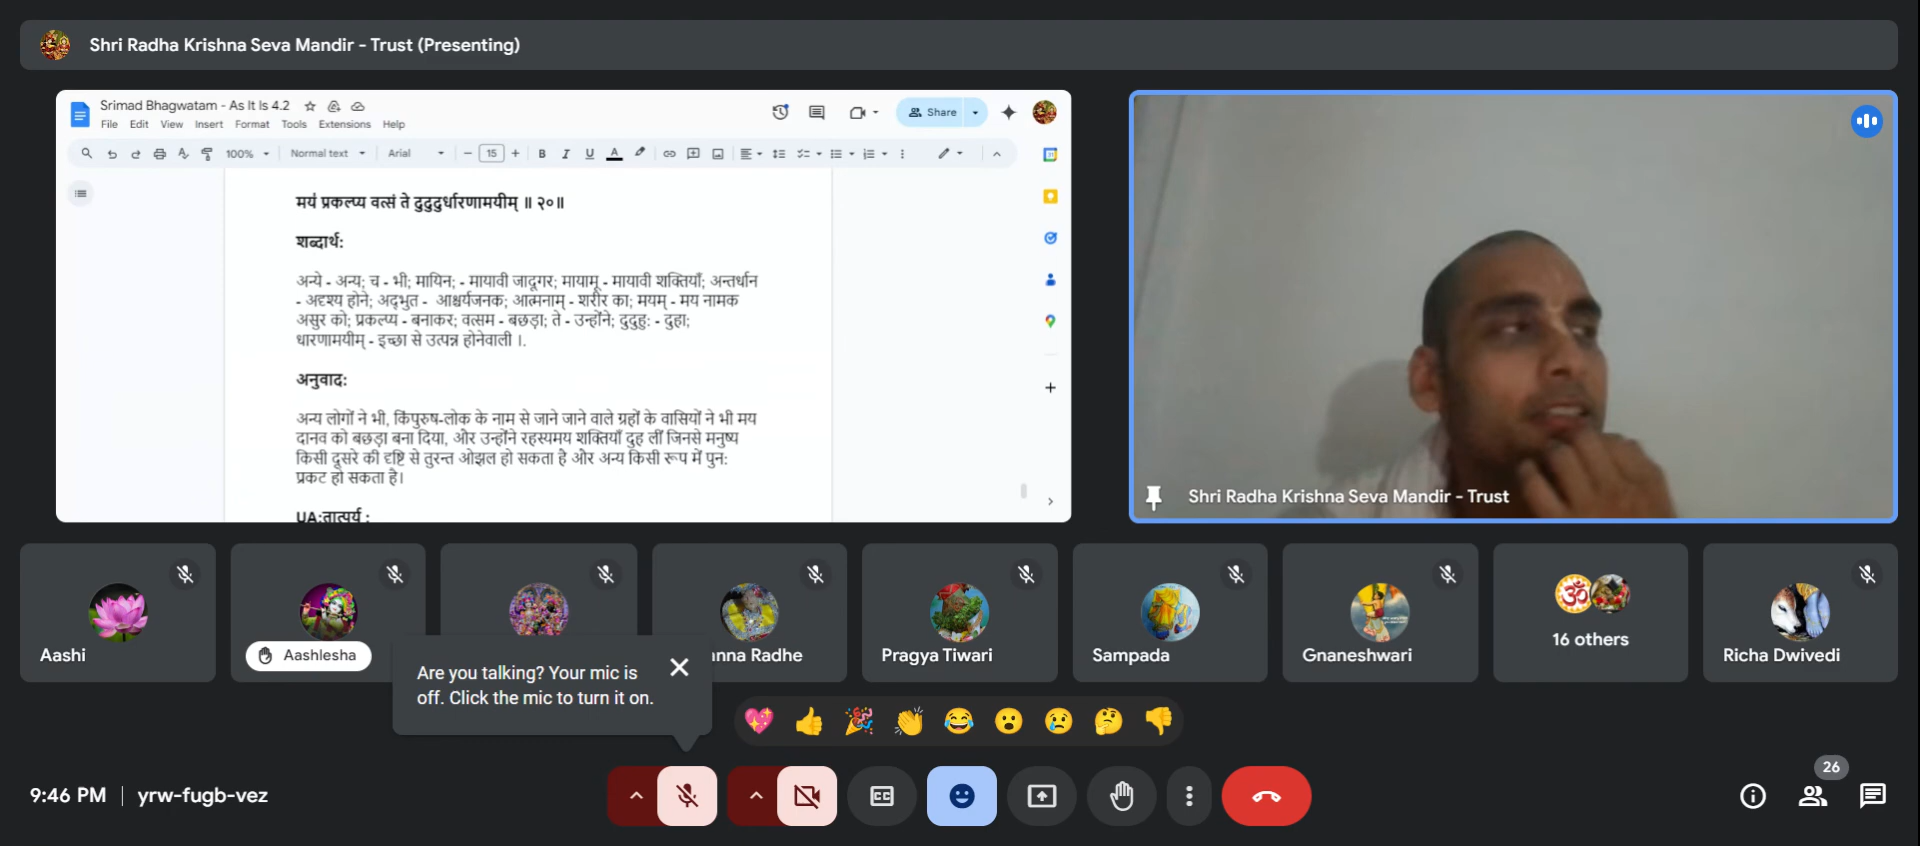 Shri Radha Krishna Seva Mandir - Trust (Presenting)
Srimad Bhagwatam - As It Is 4.2
File Edit View Insert Format Tools Extensions Help
Share
100% Normal text Arial 15 B I U A
मयं प्रकल्प्य वत्सं ते दुदुदुर्धारणामयीम् ॥ २०॥
शब्दार्थ:
अन्ये - अन्य; च - भी; मायिन; - मायावी जादूगर; मायामू - मायावी शक्तियाँ; अन्तर्धान
- अद्दश्य होने; अद्‌भुत - आश्चर्यजनक; आत्मनाम् - शरीर का; मयम् - मय नामक
असुर को; प्रकल्प्य - बनाकर; वत्सम - बछड़ा; ते - उन्होंने; दुदुहुः - दुहा;
धारणामयीम् - इच्छा से उत्पन्न होनेवाली ।.
अनुवाद:
अन्य लोगों ने भी, किंपुरुष-लोक के नाम से जाने जाने वाले ग्रहों के वासियों ने भी मय
दानव को बछड़ा बना दिया, और उन्होंने रहस्यमय शक्तियाँ दुह लीं जिनसे मनुष्य
किसी दूसरे की दृष्टि से तुरन्त ओझल हो सकता है और अन्य किसी रूप में पुन:
प्रकट हो सकता है।
UA:तात्पर्य :
Shri Radha Krishna Seva Mandir - Trust
Aashi
Aashlesha
nna Radhe
Pragya Tiwari
Sampada
Gnaneshwari
16 others
Richa Dwivedi
Are you talking? Your mic is
off. Click the mic to turn it on.
9:46 PM | yrw-fugb-vez
CC
26